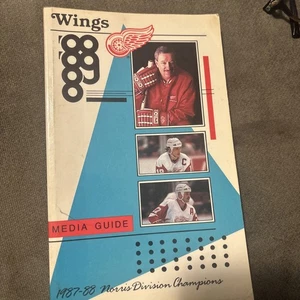 Wings
88
89
MEDIA GUIDE
C
A
1987-88 Norris Division Champions